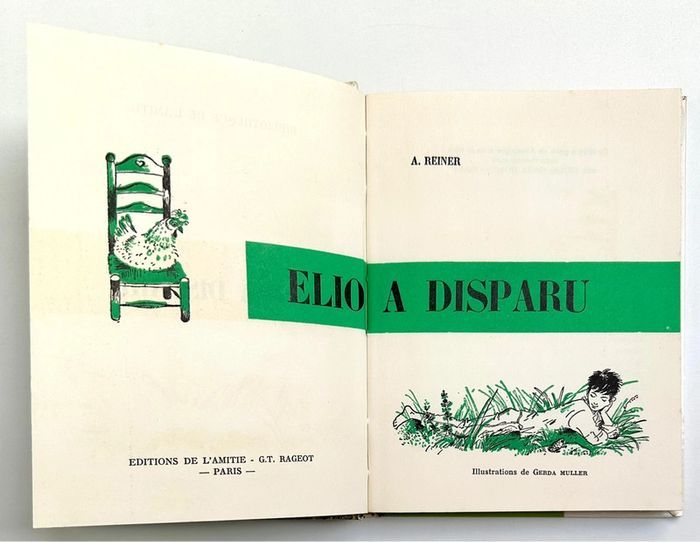 A. REINER
ELIO A DISPARU
EDITIONS DE L'AMITIE - G.T. RAGEOT
— PARIS —
Illustrations de GERDA MULLER